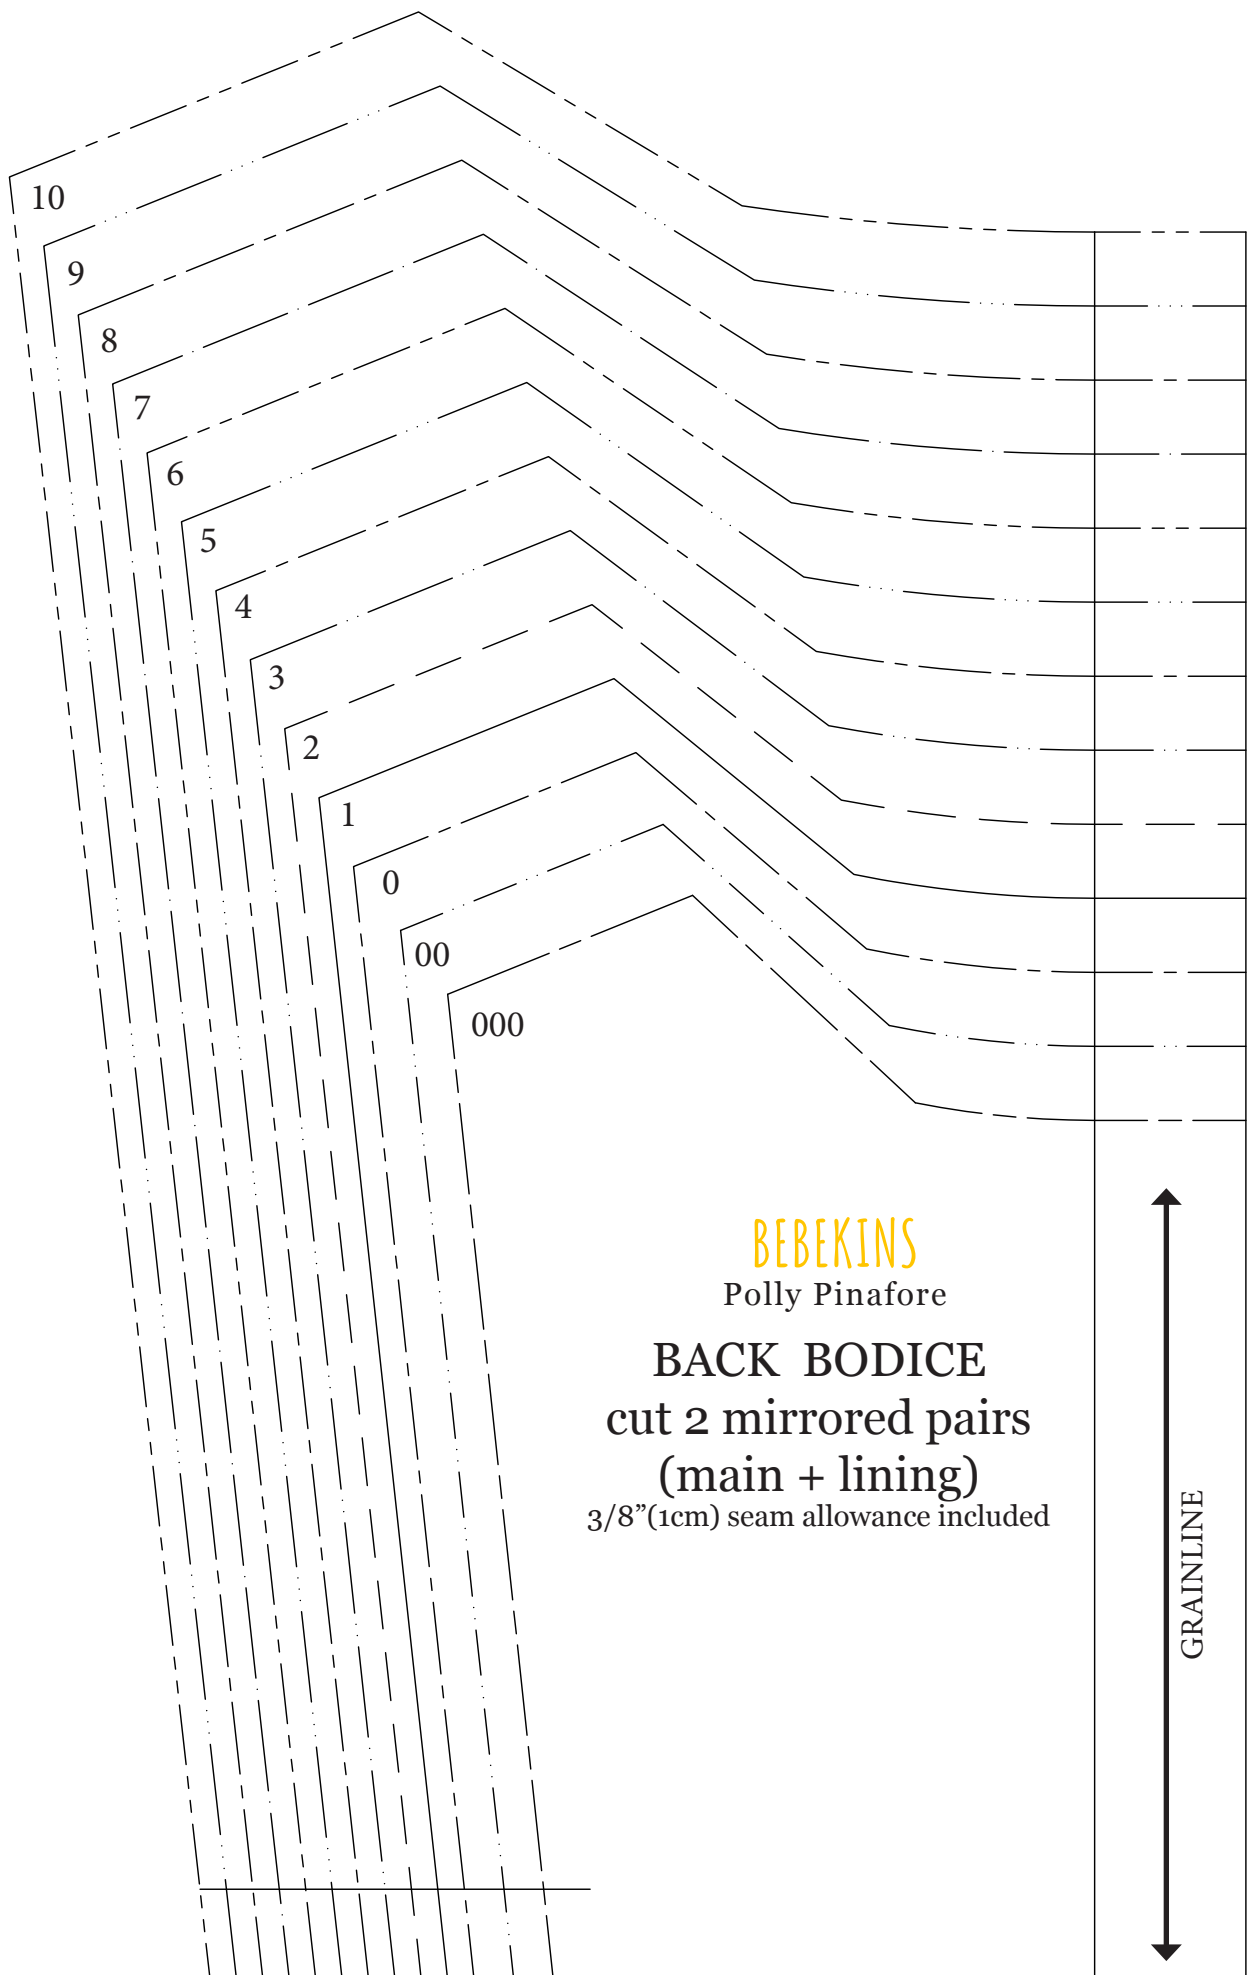 10
9
8
7
6
5
4
3
2
1
0
00
000
BEBEKINS
Polly Pinafore
BACK BODICE
cut 2 mirrored pairs
(main + lining)
3/8”(1cm) seam allowance included
GRAINLINE